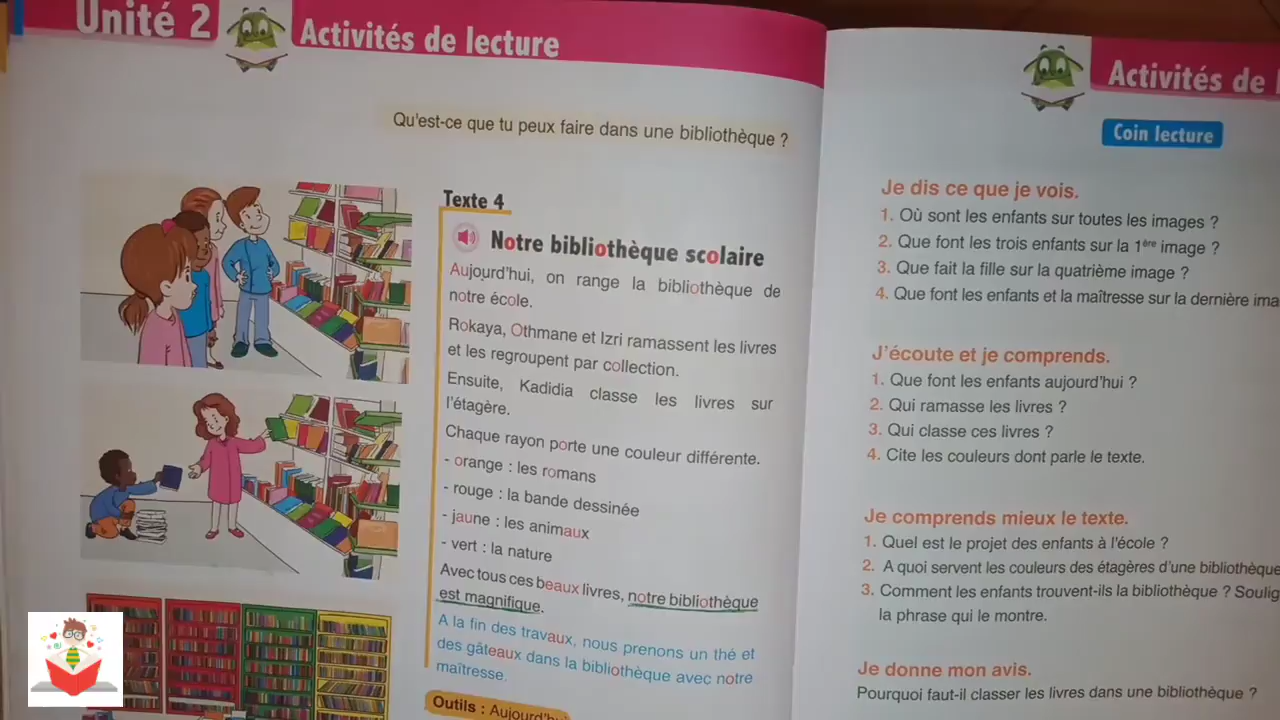 Unité 2
Activités de lecture
Qu'est-ce que tu peux faire dans une bibliothèque ?
Texte 4
Notre bibliothèque scolaire
Aujourd'hui, on range la bibliothèque de
notre école.
Rokaya, Othmane et Izri ramassent les livres
et les regroupent par collection.
Ensuite, Kadidia classe les livres sur
l'étagère.
Chaque rayon porte une couleur différente.
- orange : les romans
- rouge : la bande dessinée
- jaune : les animaux
- vert : la nature
Avec tous ces beaux livres, notre bibliothèque
est magnifique.
A la fin des travaux, nous prenons un thé et
des gâteaux dans la bibliothèque avec notre
maîtresse.
Outils : Aujourd'hui
Activités de
Coin lecture
Je dis ce que je vois.
1. Où sont les enfants sur toutes les images ?
2. Que font les trois enfants sur la 1ère image ?
3. Que fait la fille sur la quatrième image ?
4. Que font les enfants et la maîtresse sur la dernière ima
J'écoute et je comprends.
1. Que font les enfants aujourd'hui ?
2. Qui ramasse les livres ?
3. Qui classe ces livres ?
4. Cite les couleurs dont parle le texte.
Je comprends mieux le texte.
1. Quel est le projet des enfants à l'école ?
2. A quoi servent les couleurs des étagères d'une bibliothèque
3. Comment les enfants trouvent-ils la bibliothèque ? Soulig
la phrase qui le montre.
Je donne mon avis.
Pourquoi faut-il classer les livres dans une bibliothèque ?